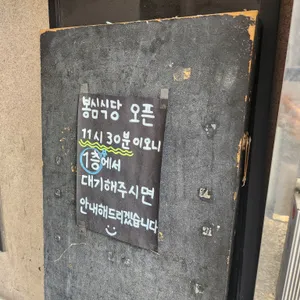 봉심식당 오픈
11시 30분이오니
1층에서
대기해주시면
안내해드리겠습니다